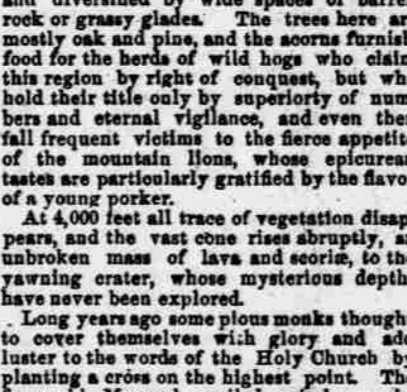 and diversified by wide spaces of barre
rock or grassy glades. The trees here ar
mostly oak and pine, and the acorns furnis
food for the herds of wild hogs who clai
this region by right of conquest, but wh
hold their title only by superiorty of num
bers and eternal vigilance, and even the
fall frequent victims to the fierce appetit
of the mountain lions, whose epicurea
tastes are particularly gratified by the flavo
of a young porker.
At 4,000 feet all trace of vegetation disap
pears, and the vast cone rises abruptly, a
unbroken mass of lava and scoriæ, to th
yawning crater, whose mysterious depth
have never been explored.
Long years ago some pious monks though
to cover themselves with glory and ad
luster to the words of the Holy Church b
planting a cross on the highest point. Th